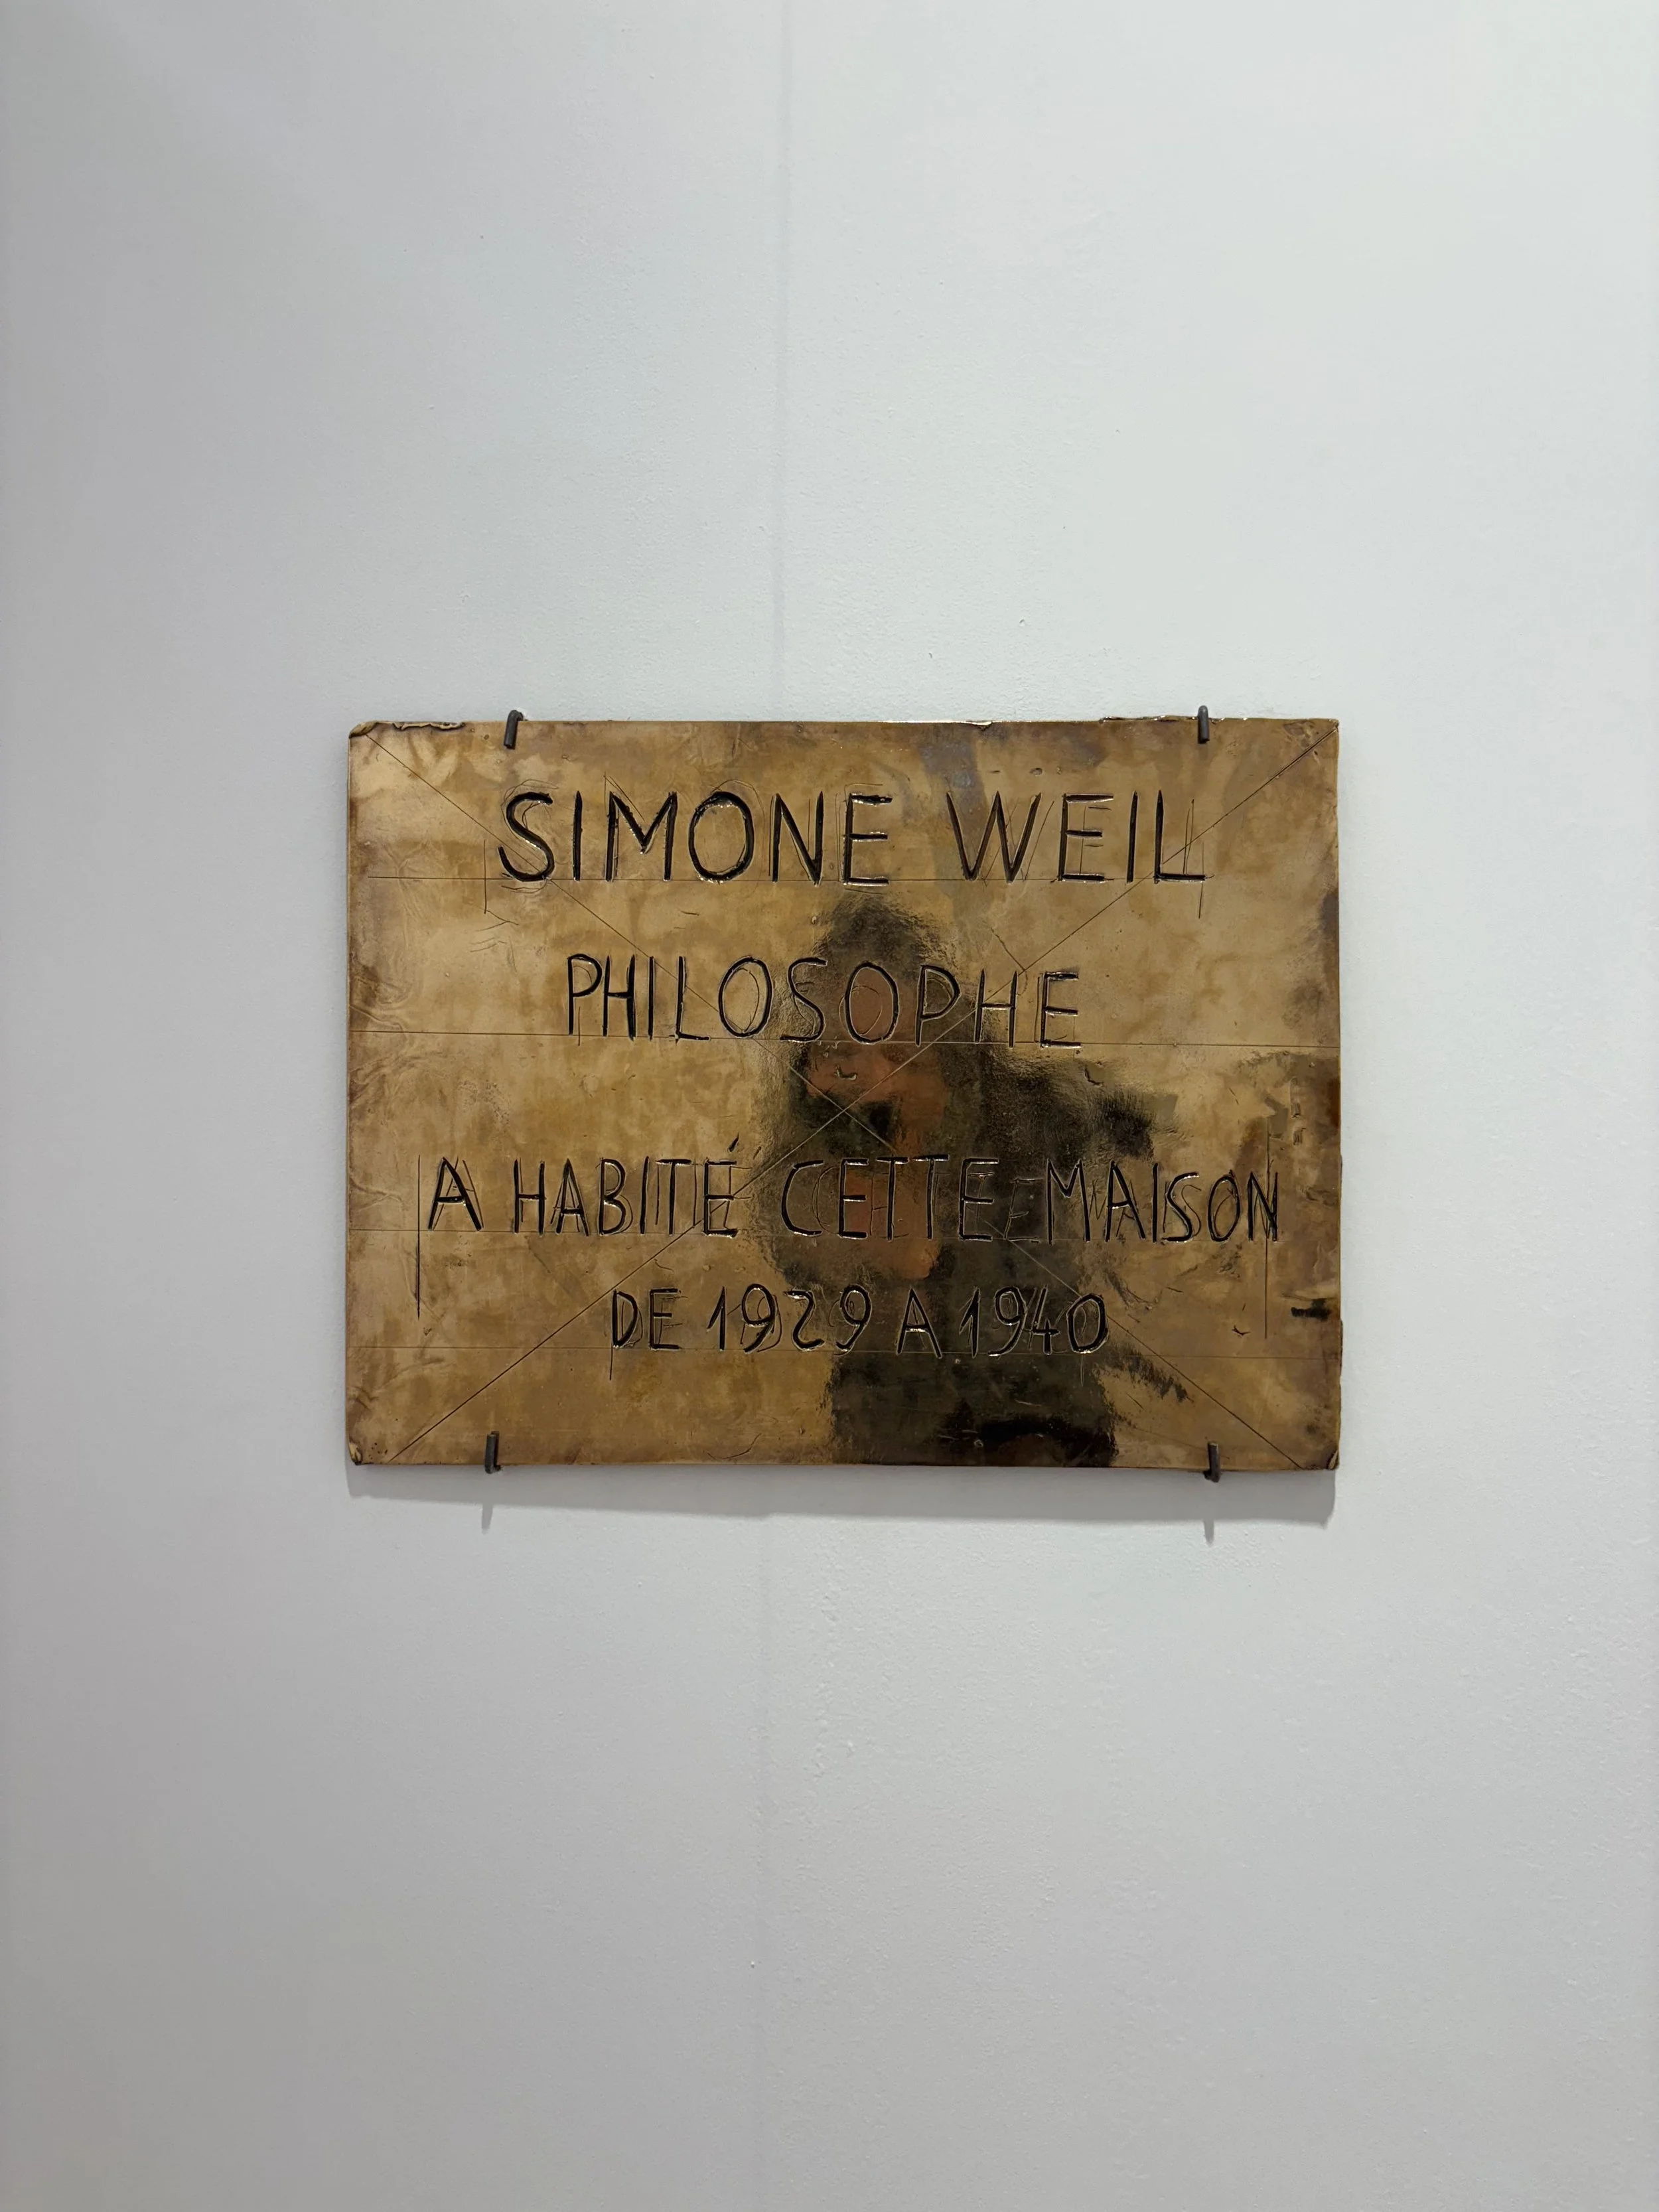 SIMONE WEIL
PHILOSOPHE
A HABITÉ CETTE MAISON
DE 1929 A 1940